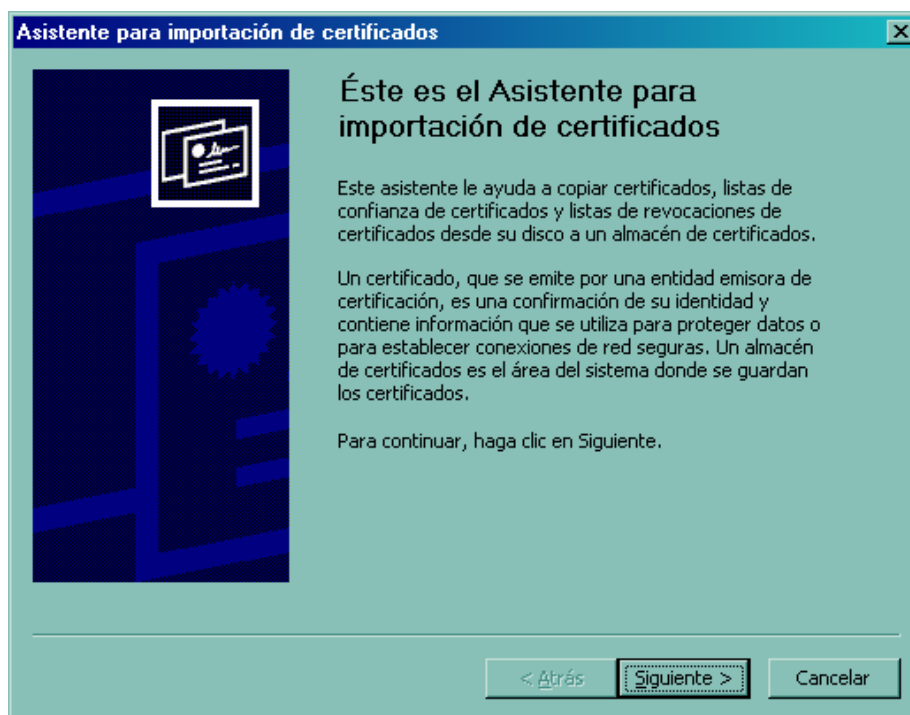 Asistente para importación de certificados
Éste es el Asistente para
importación de certificados
Este asistente le ayuda a copiar certificados, listas de
confianza de certificados y listas de revocaciones de
certificados desde su disco a un almacén de certificados.
Un certificado, que se emite por una entidad emisora de
certificación, es una confirmación de su identidad y
contiene información que se utiliza para proteger datos o
para establecer conexiones de red seguras. Un almacén
de certificados es el área del sistema donde se guardan
los certificados.
Para continuar, haga clic en Siguiente.
< Atrás
Siguiente >
Cancelar